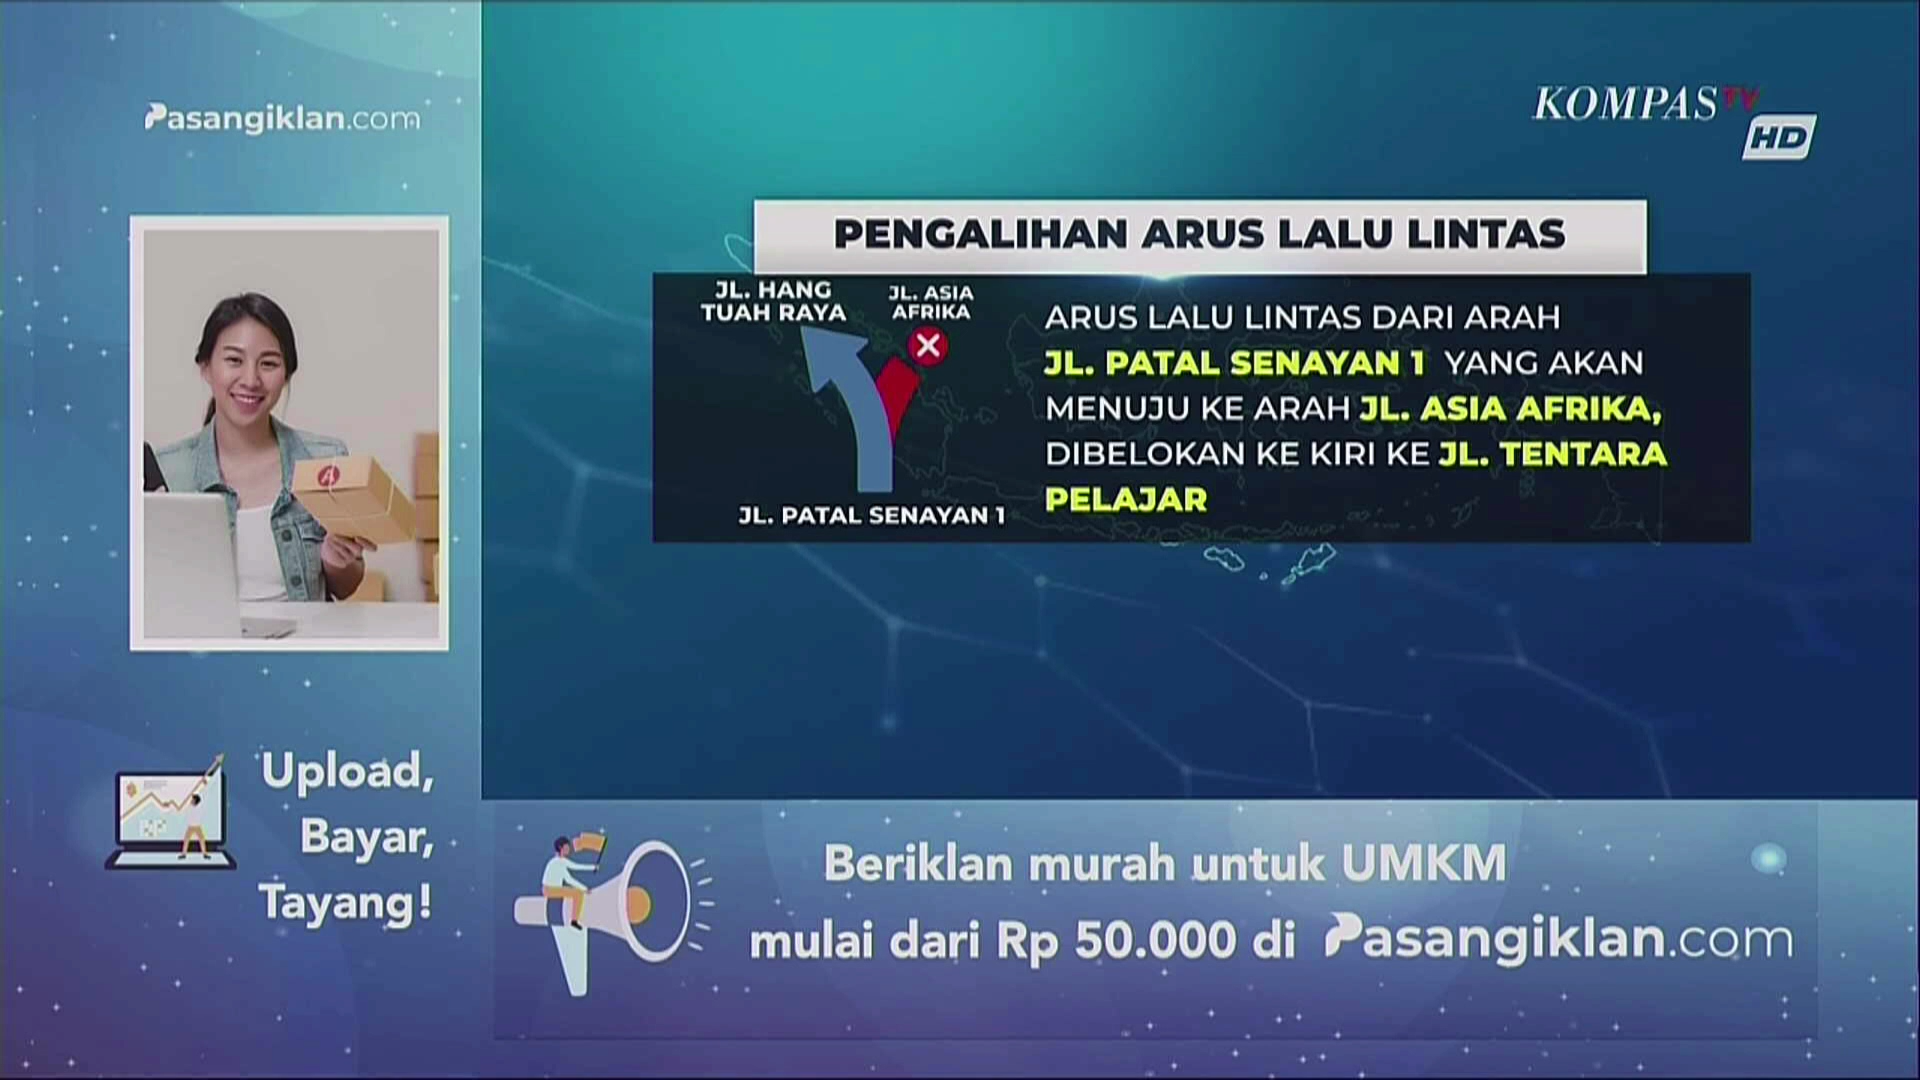 Pasangiklan.com
KOMPASTV
HD
PENGALIHAN ARUS LALU LINTAS
JL. HANG
TUAH RAYA
JL. ASIA
AFRIKA
JL. PATAL SENAYAN 1
ARUS LALU LINTAS DARI ARAH
JL. PATAL SENAYAN 1 YANG AKAN
MENUJU KE ARAH JL. ASIA AFRIKA,
DIBELOKAN KE KIRI KE JL. TENTARA
PELAJAR
A
Upload,
Bayar,
Tayang!
Beriklan murah untuk UMKM
mulai dari Rp 50.000 di Pasangiklan.com